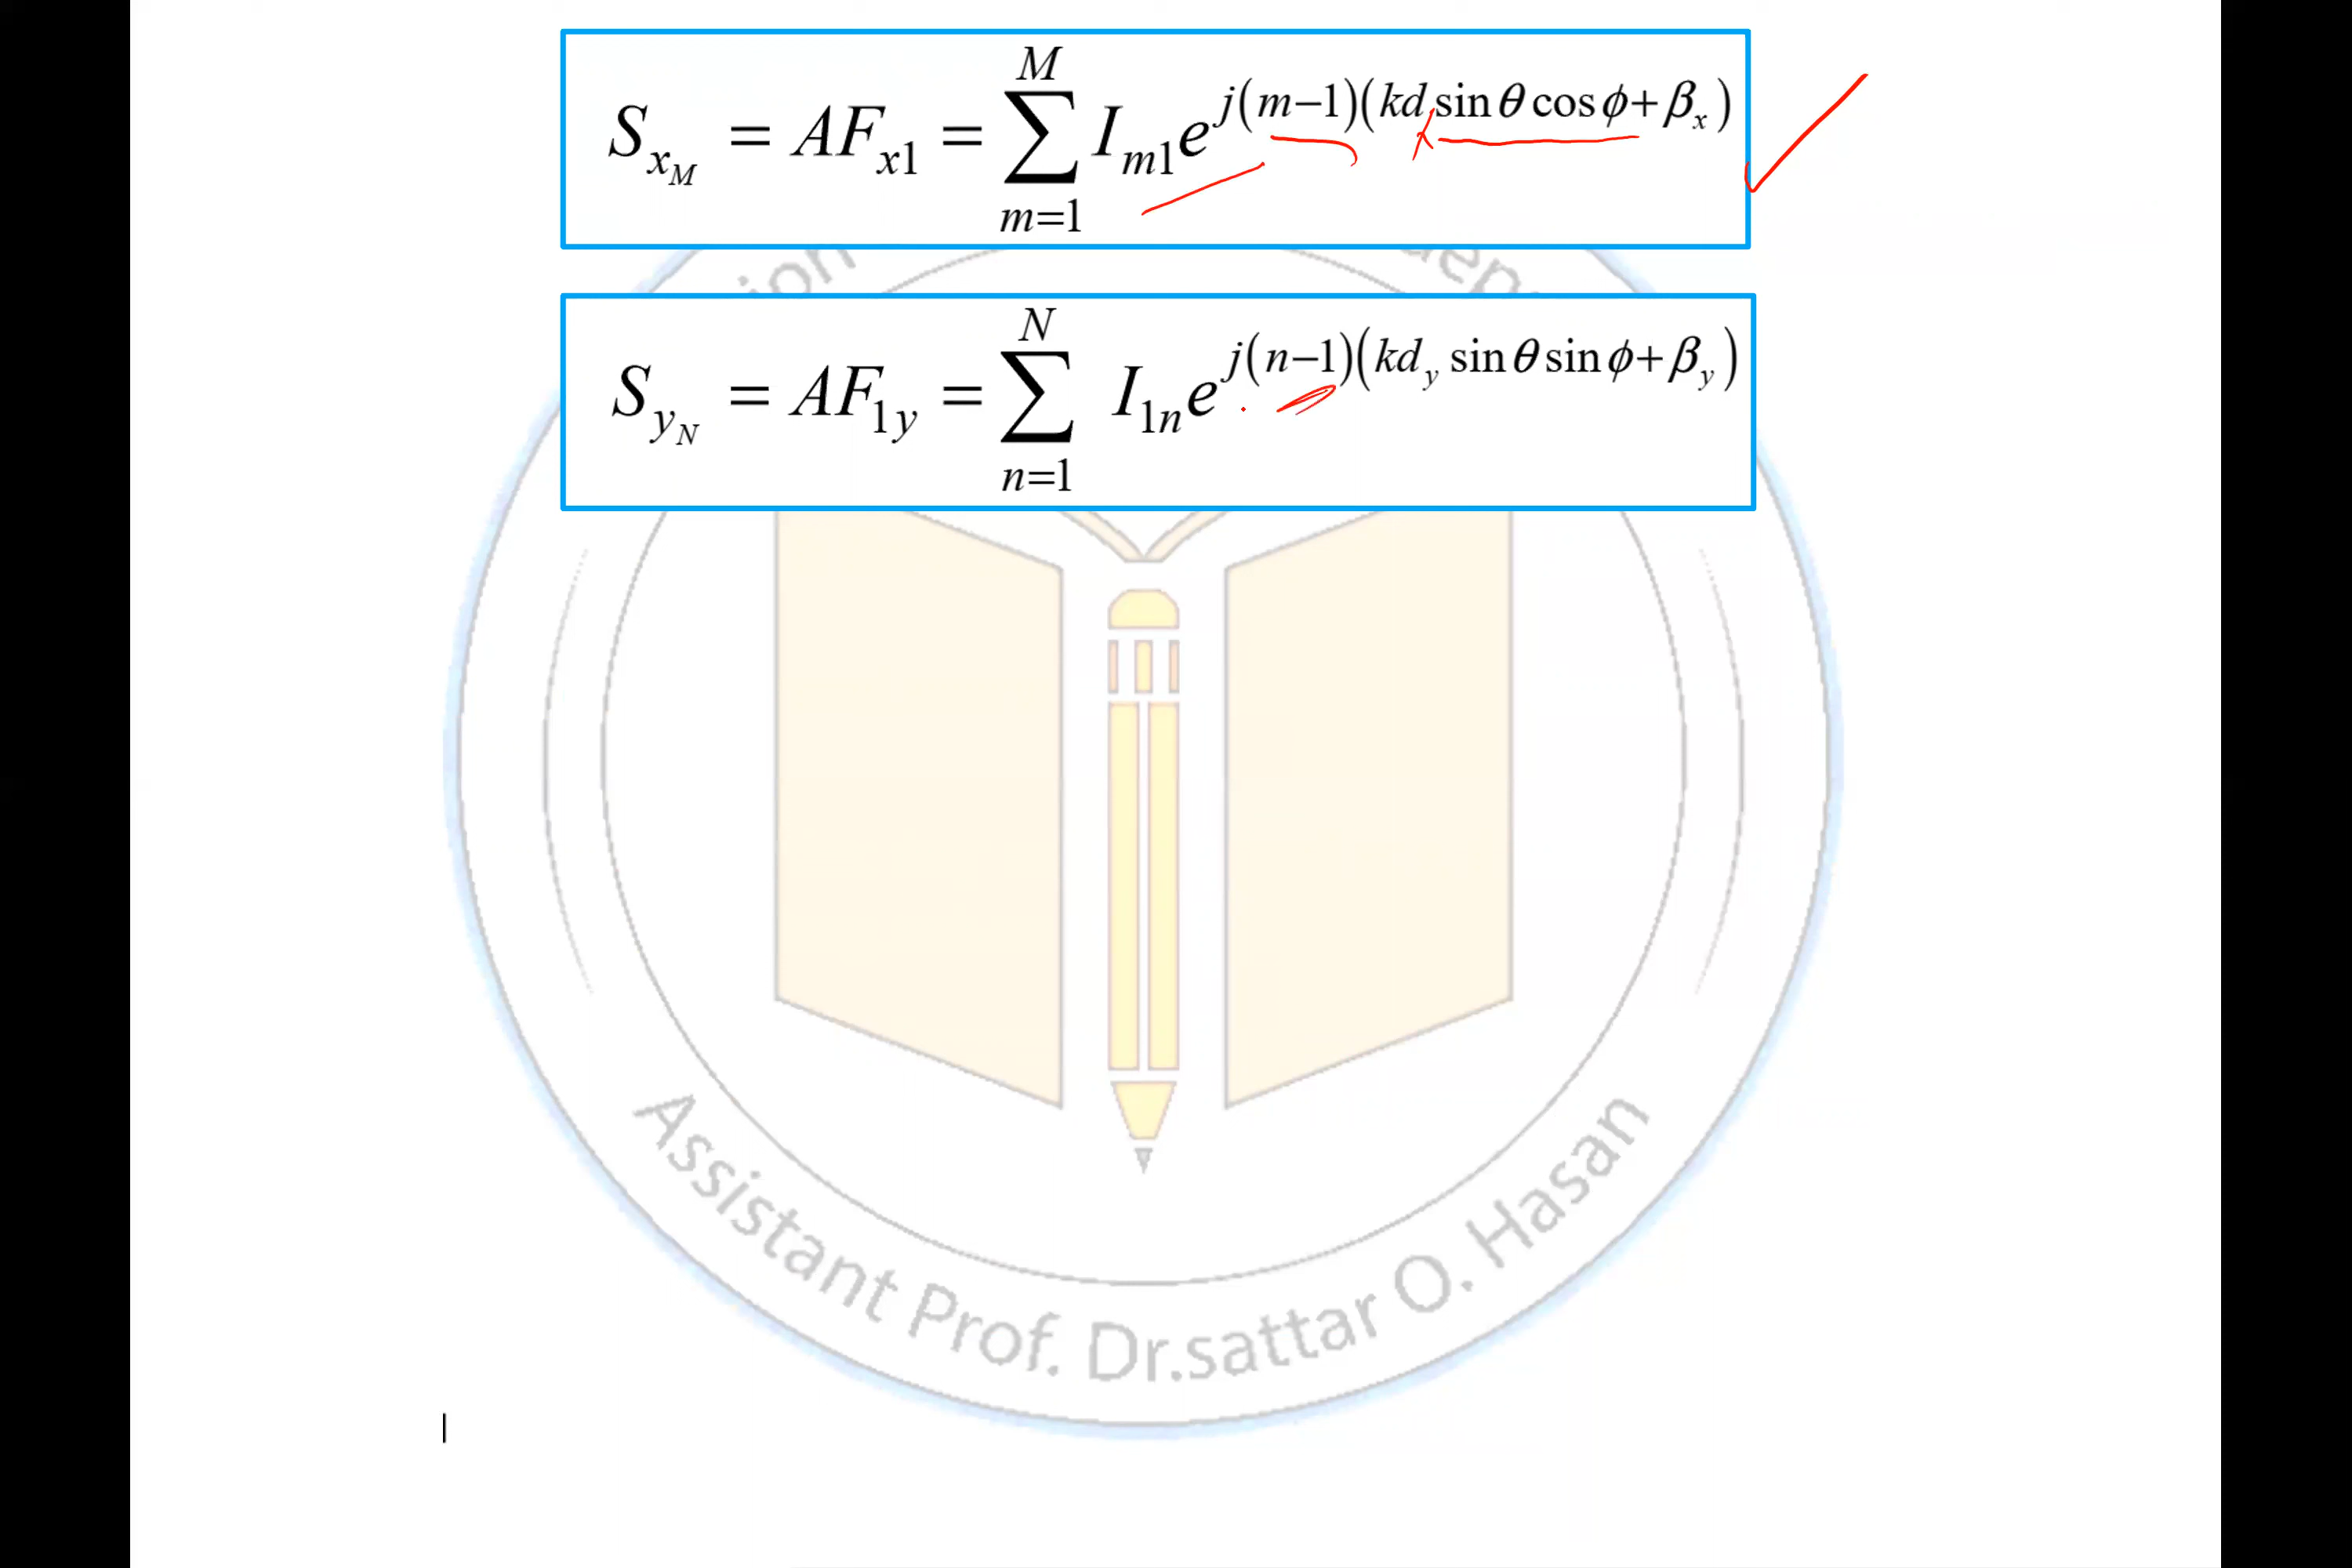 S_{x_M} = AF_{x1} = \sum_{m=1}^{M} I_{m1} e^{j(m-1)(kd_x \sin\theta \cos\phi + \beta_x)}
S_{y_N} = AF_{1y} = \sum_{n=1}^{N} I_{1n} e^{j(n-1)(kd_y \sin\theta \sin\phi + \beta_y)}
Assistant Prof. Dr.sattar O. Hasan